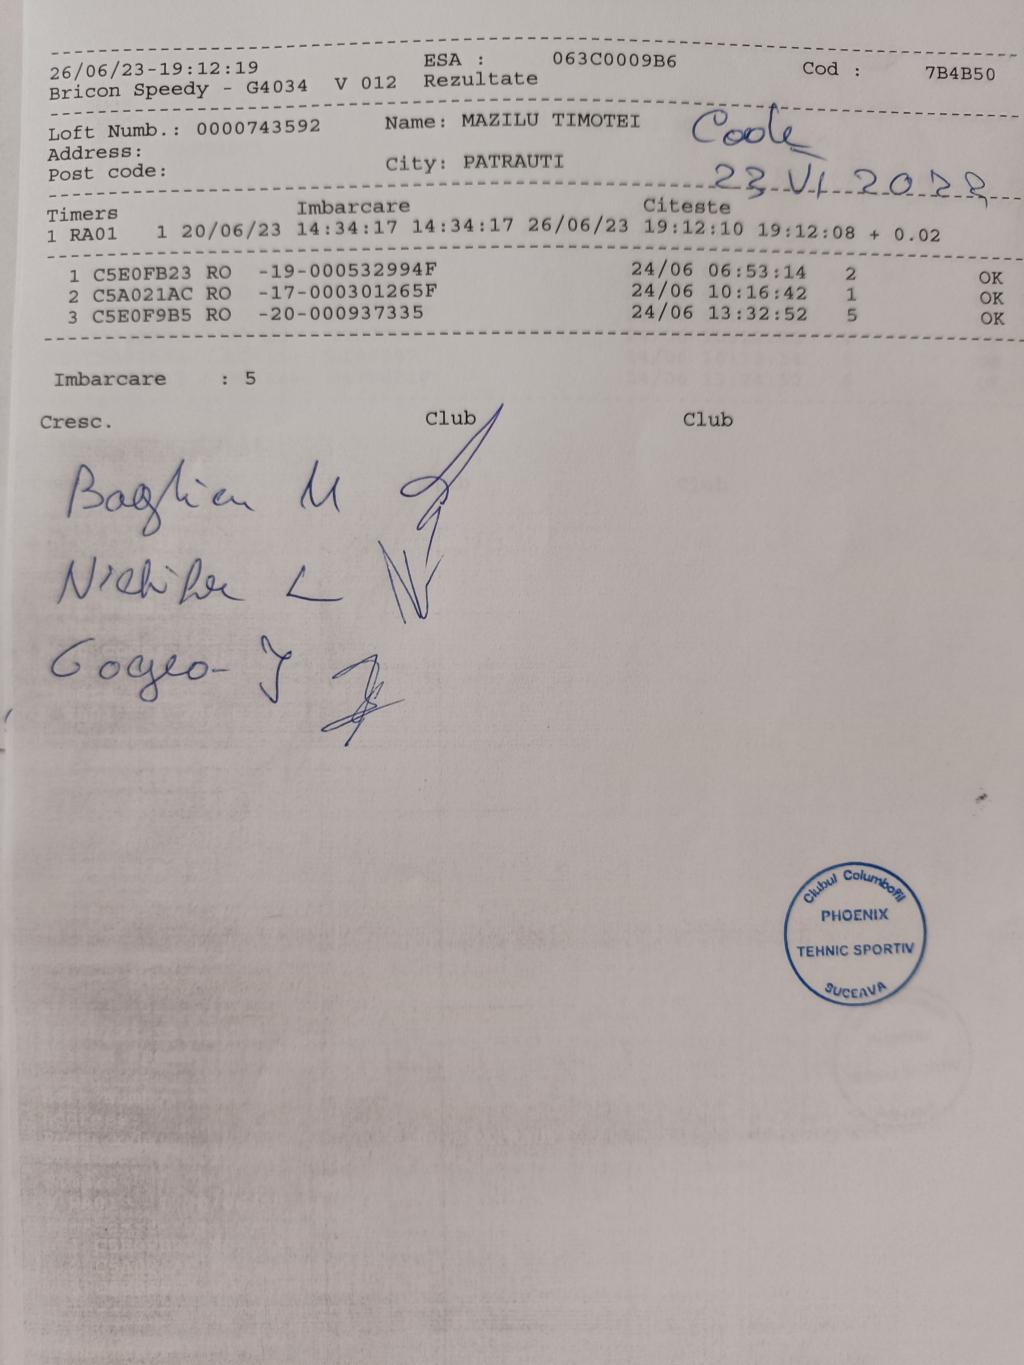 26/06/23-19:12:19 ESA : 063C0009B6 Cod : 7B4B50
Bricon Speedy - G4034 V 012 Rezultate
Loft Numb.: 0000743592 Name: MAZILU TIMOTEI
Address:
Post code: City: PATRAUTI
23 VI 2023
Timers Imbarcare Citeste
1 RA01 1 20/06/23 14:34:17 14:34:17 26/06/23 19:12:10 19:12:08 + 0.02
1 C5E0FB23 RO -19-000532994F 24/06 06:53:14 2 OK
2 C5A021AC RO -17-000301265F 24/06 10:16:42 1 OK
3 C5E0F9B5 RO -20-000937335 24/06 13:32:52 5 OK
Imbarcare : 5
Cresc. Club Club
M
L
Clubul Columbofil
PHOENIX
TEHNIC SPORTIV
SUCEAVA